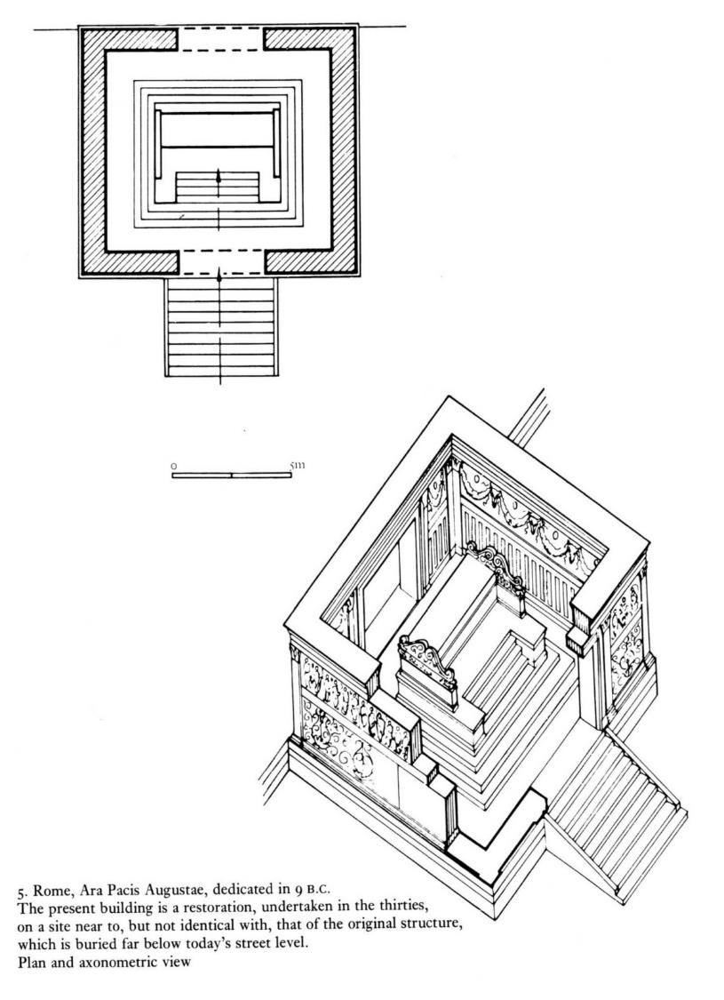 0 5m
5. Rome, Ara Pacis Augustae, dedicated in 9 B.C.
The present building is a restoration, undertaken in the thirties,
on a site near to, but not identical with, that of the original structure,
which is buried far below today's street level.
Plan and axonometric view